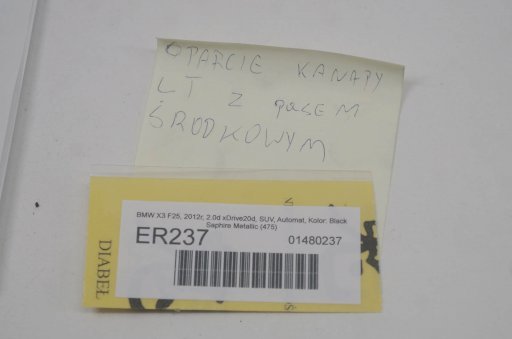 OPARCIE KANAPY
LT Z PASEM
ŚRODKOWYM
BMW X3 F25, 2012r, 2.0d xDrive20d, SUV, Automat, Kolor: Black
Saphire Metallic (475)
ER237
01480237
DIABEŁ